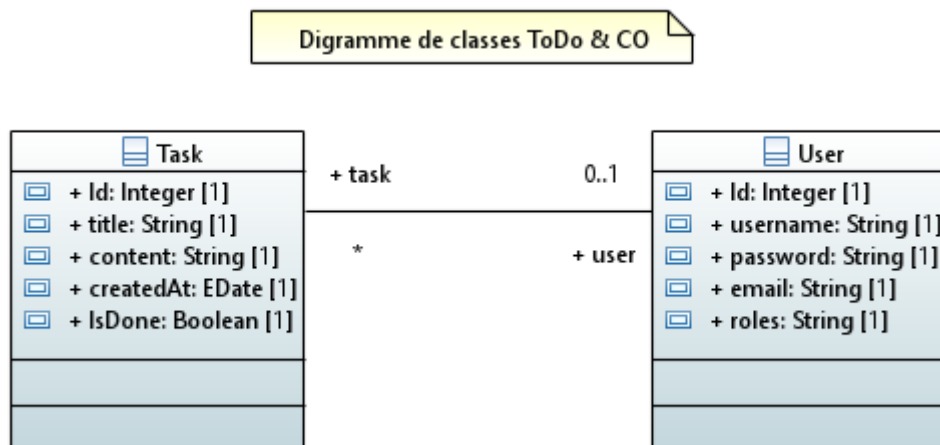 Digramme de classes ToDo & CO
Task
+ Id: Integer [1]
+ title: String [1]
+ content: String [1]
+ createdAt: EDate [1]
+ IsDone: Boolean [1]
+ task
0..1
*
+ user
User
+ Id: Integer [1]
+ username: String [1]
+ password: String [1]
+ email: String [1]
+ roles: String [1]